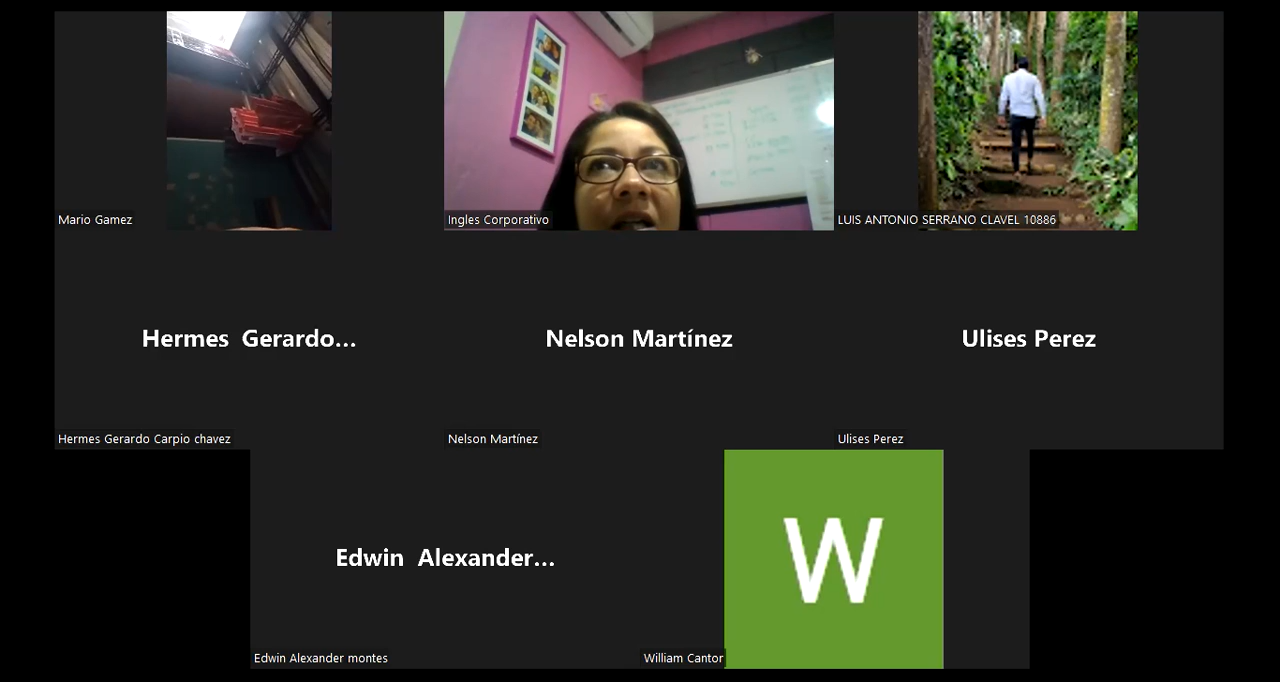 Mario Gamez
Ingles Corporativo
LUIS ANTONIO SERRANO CLAVEL 10886
Hermes Gerardo...
Nelson Martínez
Ulises Perez
Hermes Gerardo Carpio chavez
Nelson Martínez
Ulises Perez
Edwin Alexander...
W
Edwin Alexander montes
William Cantor